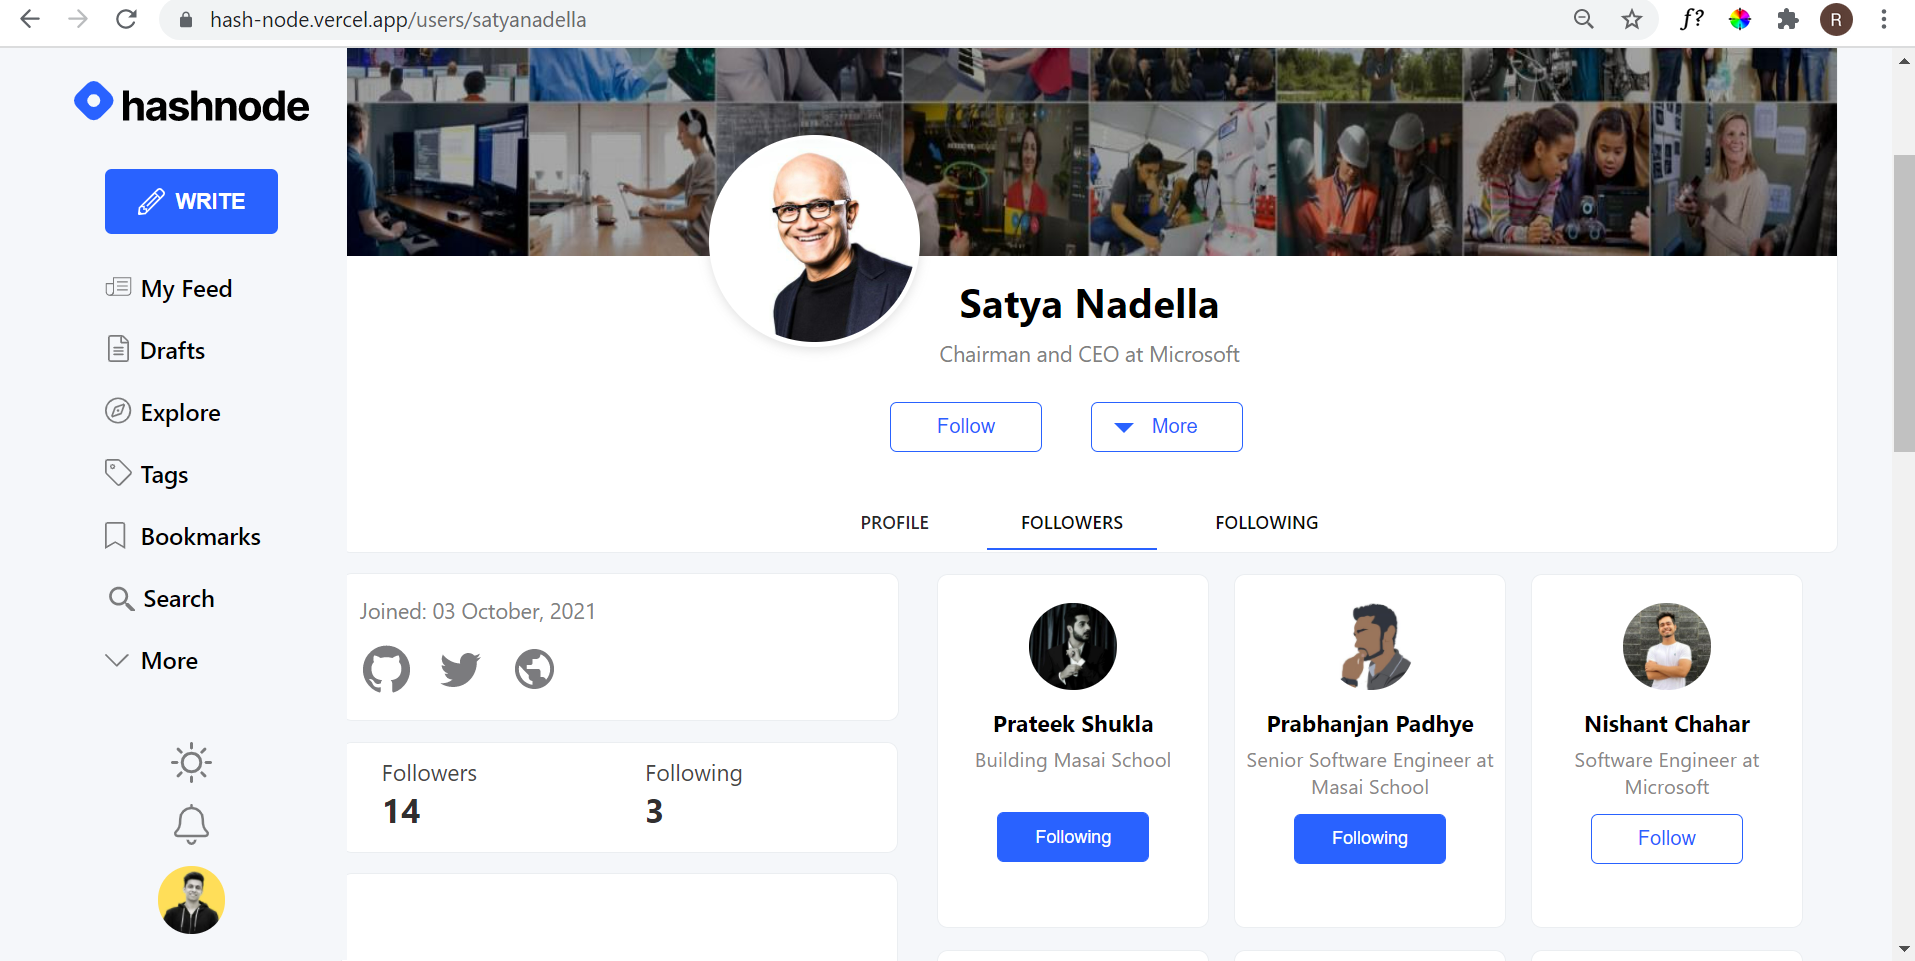 hash-node.vercel.app/users/satyanadella
f?
R
hashnode
WRITE
My Feed
Drafts
Explore
Tags
Bookmarks
Search
More
Satya Nadella
Chairman and CEO at Microsoft
Follow
More
PROFILE
FOLLOWERS
FOLLOWING
Joined: 03 October, 2021
Followers
14
Following
3
Prateek Shukla
Building Masai School
Following
Prabhanjan Padhye
Senior Software Engineer at
Masai School
Following
Nishant Chahar
Software Engineer at
Microsoft
Follow